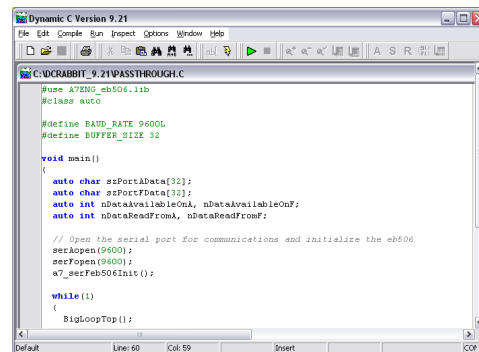 Dynamic C Version 9.21
File Edit Compile Run Inspect Options Window Help
A S R
C:\DCRABBIT_9.21\PASSTHROUGH.C
#use A7ENG_eb506.lib
#class auto
#define BAUD_RATE 9600L
#define BUFFER_SIZE 32
void main()
{
auto char szPortAData[32];
auto char szPortFData[32];
auto int nDataAvailableOnA, nDataAvailableOnF;
auto int nDataReadFromA, nDataReadFromF;
// Open the serial port for communications and initialize the eb506
serAopen(9600);
serFopen(9600);
a7_serFeb506Init();
while(1)
{
BigLoopTop();
Default Line: 60 Col: 59 Insert COM